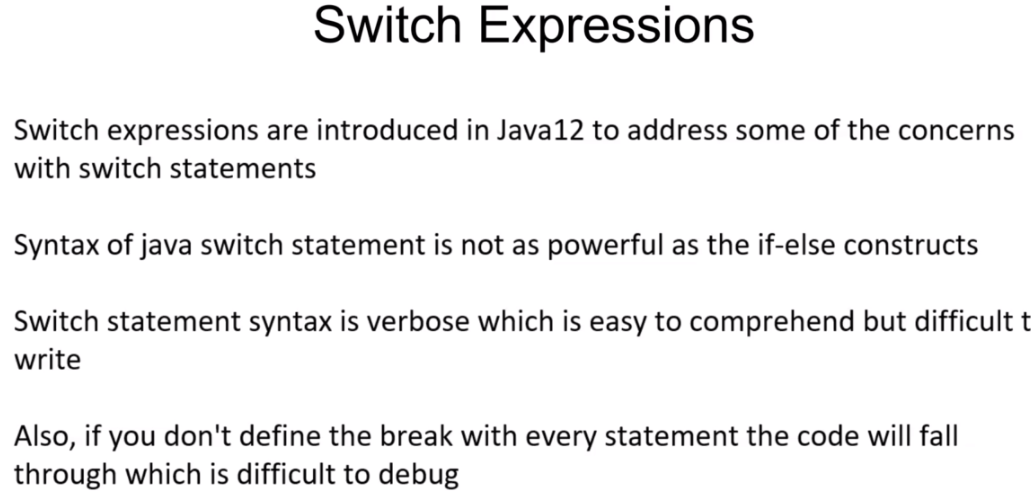 Switch Expressions
Switch expressions are introduced in Java12 to address some of the concerns
with switch statements
Syntax of java switch statement is not as powerful as the if-else constructs
Switch statement syntax is verbose which is easy to comprehend but difficult t
write
Also, if you don't define the break with every statement the code will fall
through which is difficult to debug